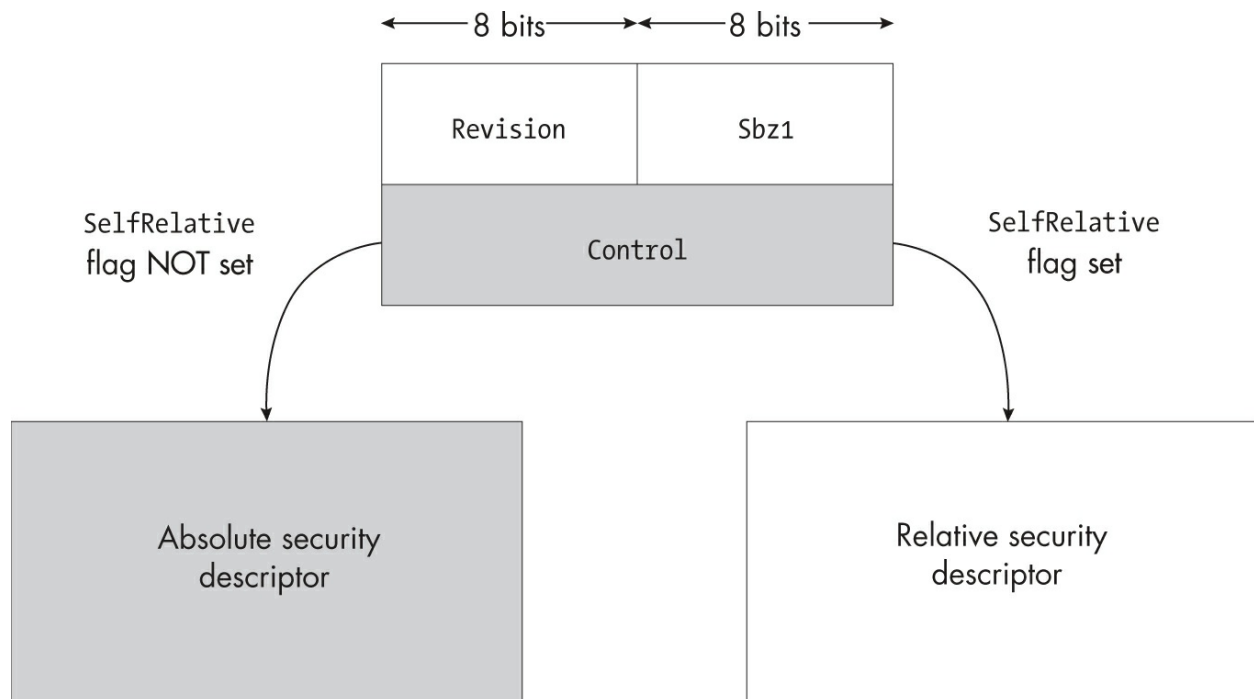 8 bits 8 bits
Revision Sbz1
SelfRelative
flag NOT set
Control
SelfRelative
flag set
Absolute security
descriptor
Relative security
descriptor